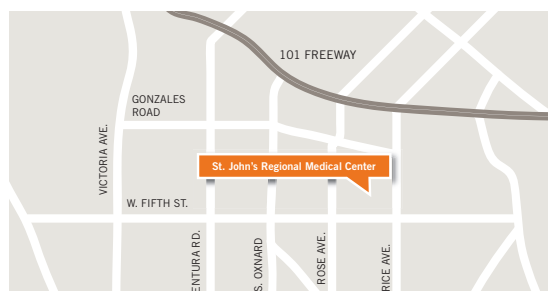 101 FREEWAY
GONZALES
ROAD
VICTORIA AVE.
St. John's Regional Medical Center
W. FIFTH ST.
ENTURA RD.
S. OXNARD
ROSE AVE.
RICE AVE.